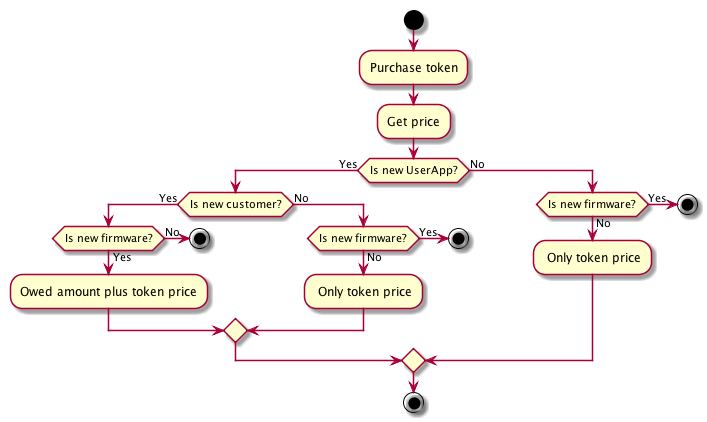 Purchase token
Get price
Yes
Is new UserApp?
No
Yes
Is new customer?
No
Is new firmware?
Yes
Is new firmware?
No
Is new firmware?
Yes
Yes
No
No
Owed amount plus token price
Only token price
Only token price